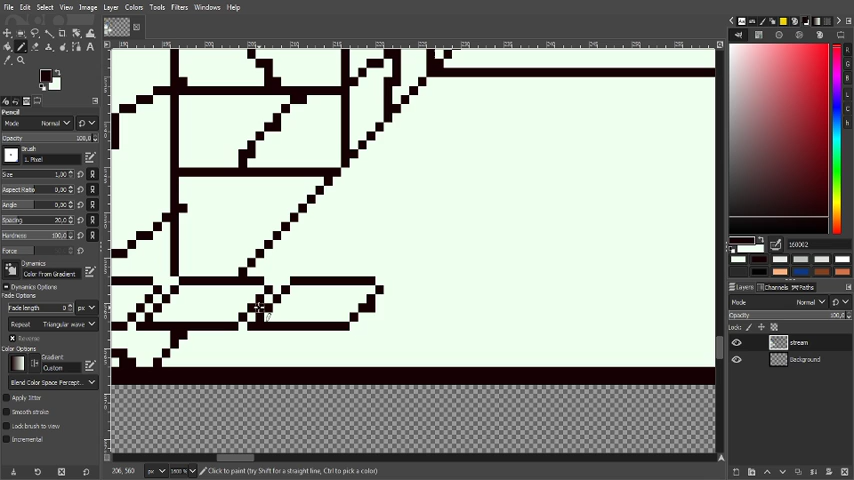 File Edit Select View Image Layer Colors Tools Filters Windows Help
Pencil
Mode Normal
Opacity 100,0
Brush
1. Pixel
Size 1,00
Aspect Ratio 0,00
Angle 0,00
Spacing 20,0
Hardness 100,0
Force
Dynamics
Color From Gradient
Dynamics Options
Fade Options
Fade length 0 px
Repeat Triangular wave
Reverse
Color Options
Gradient
Custom
Blend Color Space Percept...
Apply Jitter
Smooth stroke
Lock brush to view
Incremental
206, 560 px 1600 % Click to paint (try Shift for a straight line, Ctrl to pick a color)
R
G
B
L
C
h
160002
Layers Channels Paths
Mode Normal
Opacity 100,0
Lock:
stream
Background